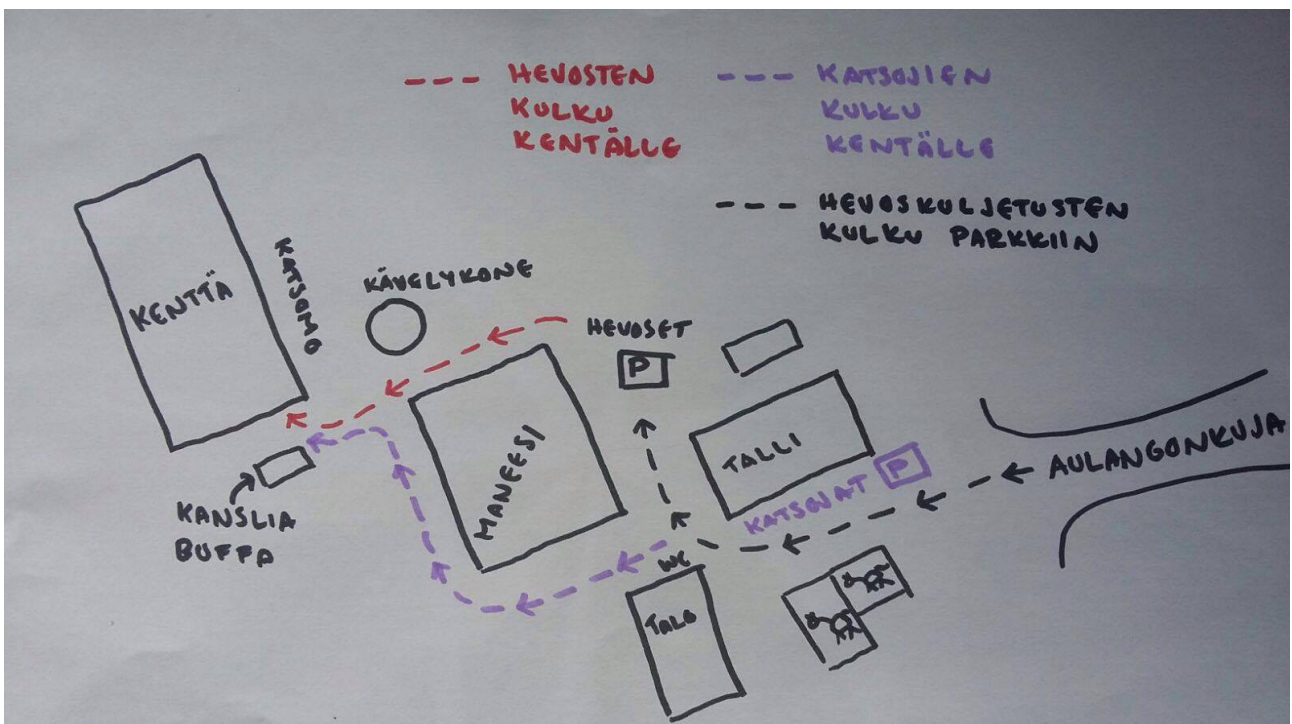 HEVOSTEN
KULKU
KENTÄLLE
KATSOJIEN
KULKU
KENTÄLLE
HEVOSKULJETUSTEN
KULKU PARKKIIN
KENTTÄ
KATSOMO
KÄVELYKONE
HEVOSET
P
MANEESI
TALLI
P
KATSOJAT
AULANGONKUJA
KANSLIA
BUFFA
WC
TALO